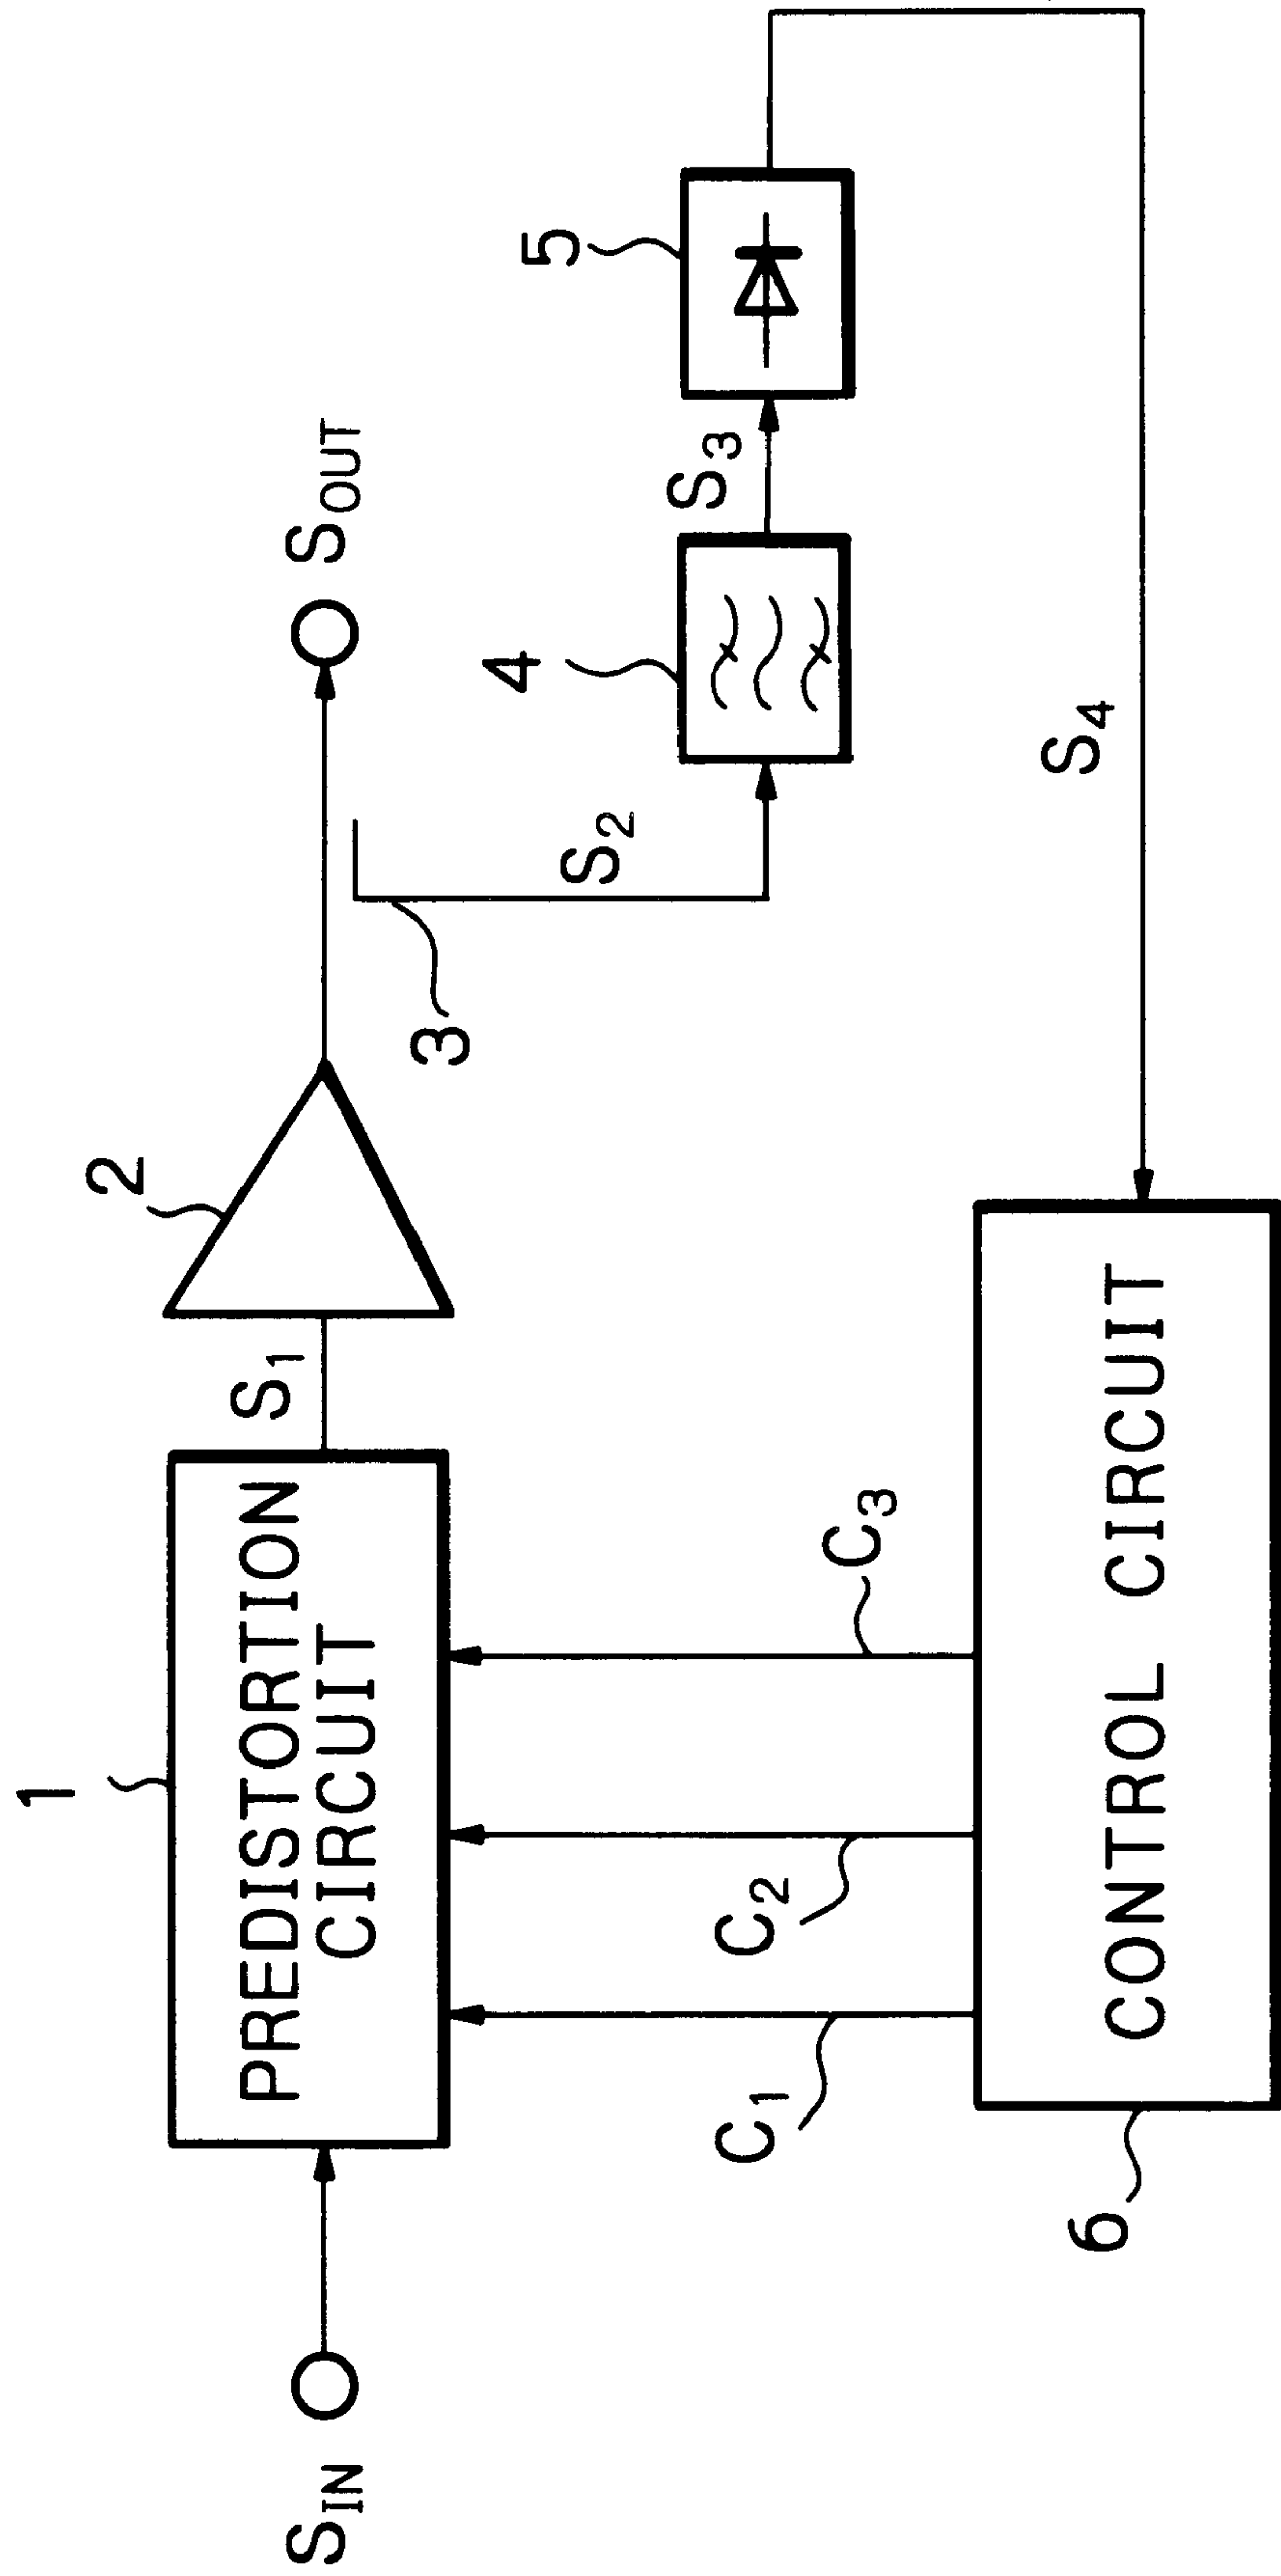 1
2
S_IN
PREDISTORTION
CIRCUIT
S_1
S_OUT
3
S_2
4
S_3
5
C_1
C_2
C_3
S_4
6
CONTROL CIRCUIT